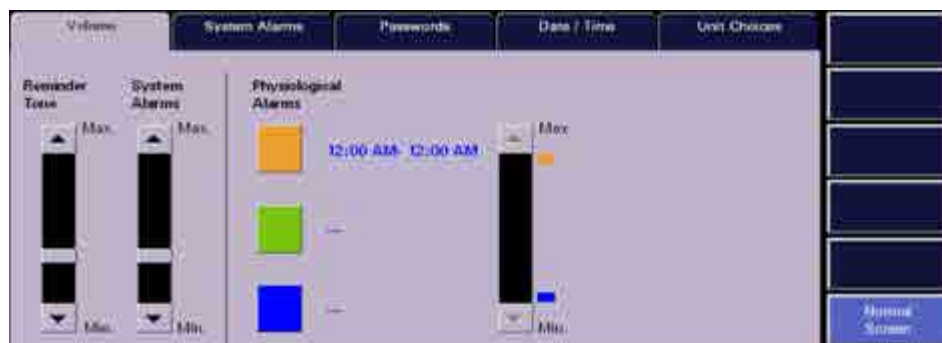 Volume
System Alarms
Passwords
Date / Time
Unit Choices
Reminder
Tone
System
Alarms
Physiological
Alarms
Max.
Max.
Max
12:00 AM- 12:00 AM
---
---
Min.
Min.
Min.
Normal
Screen